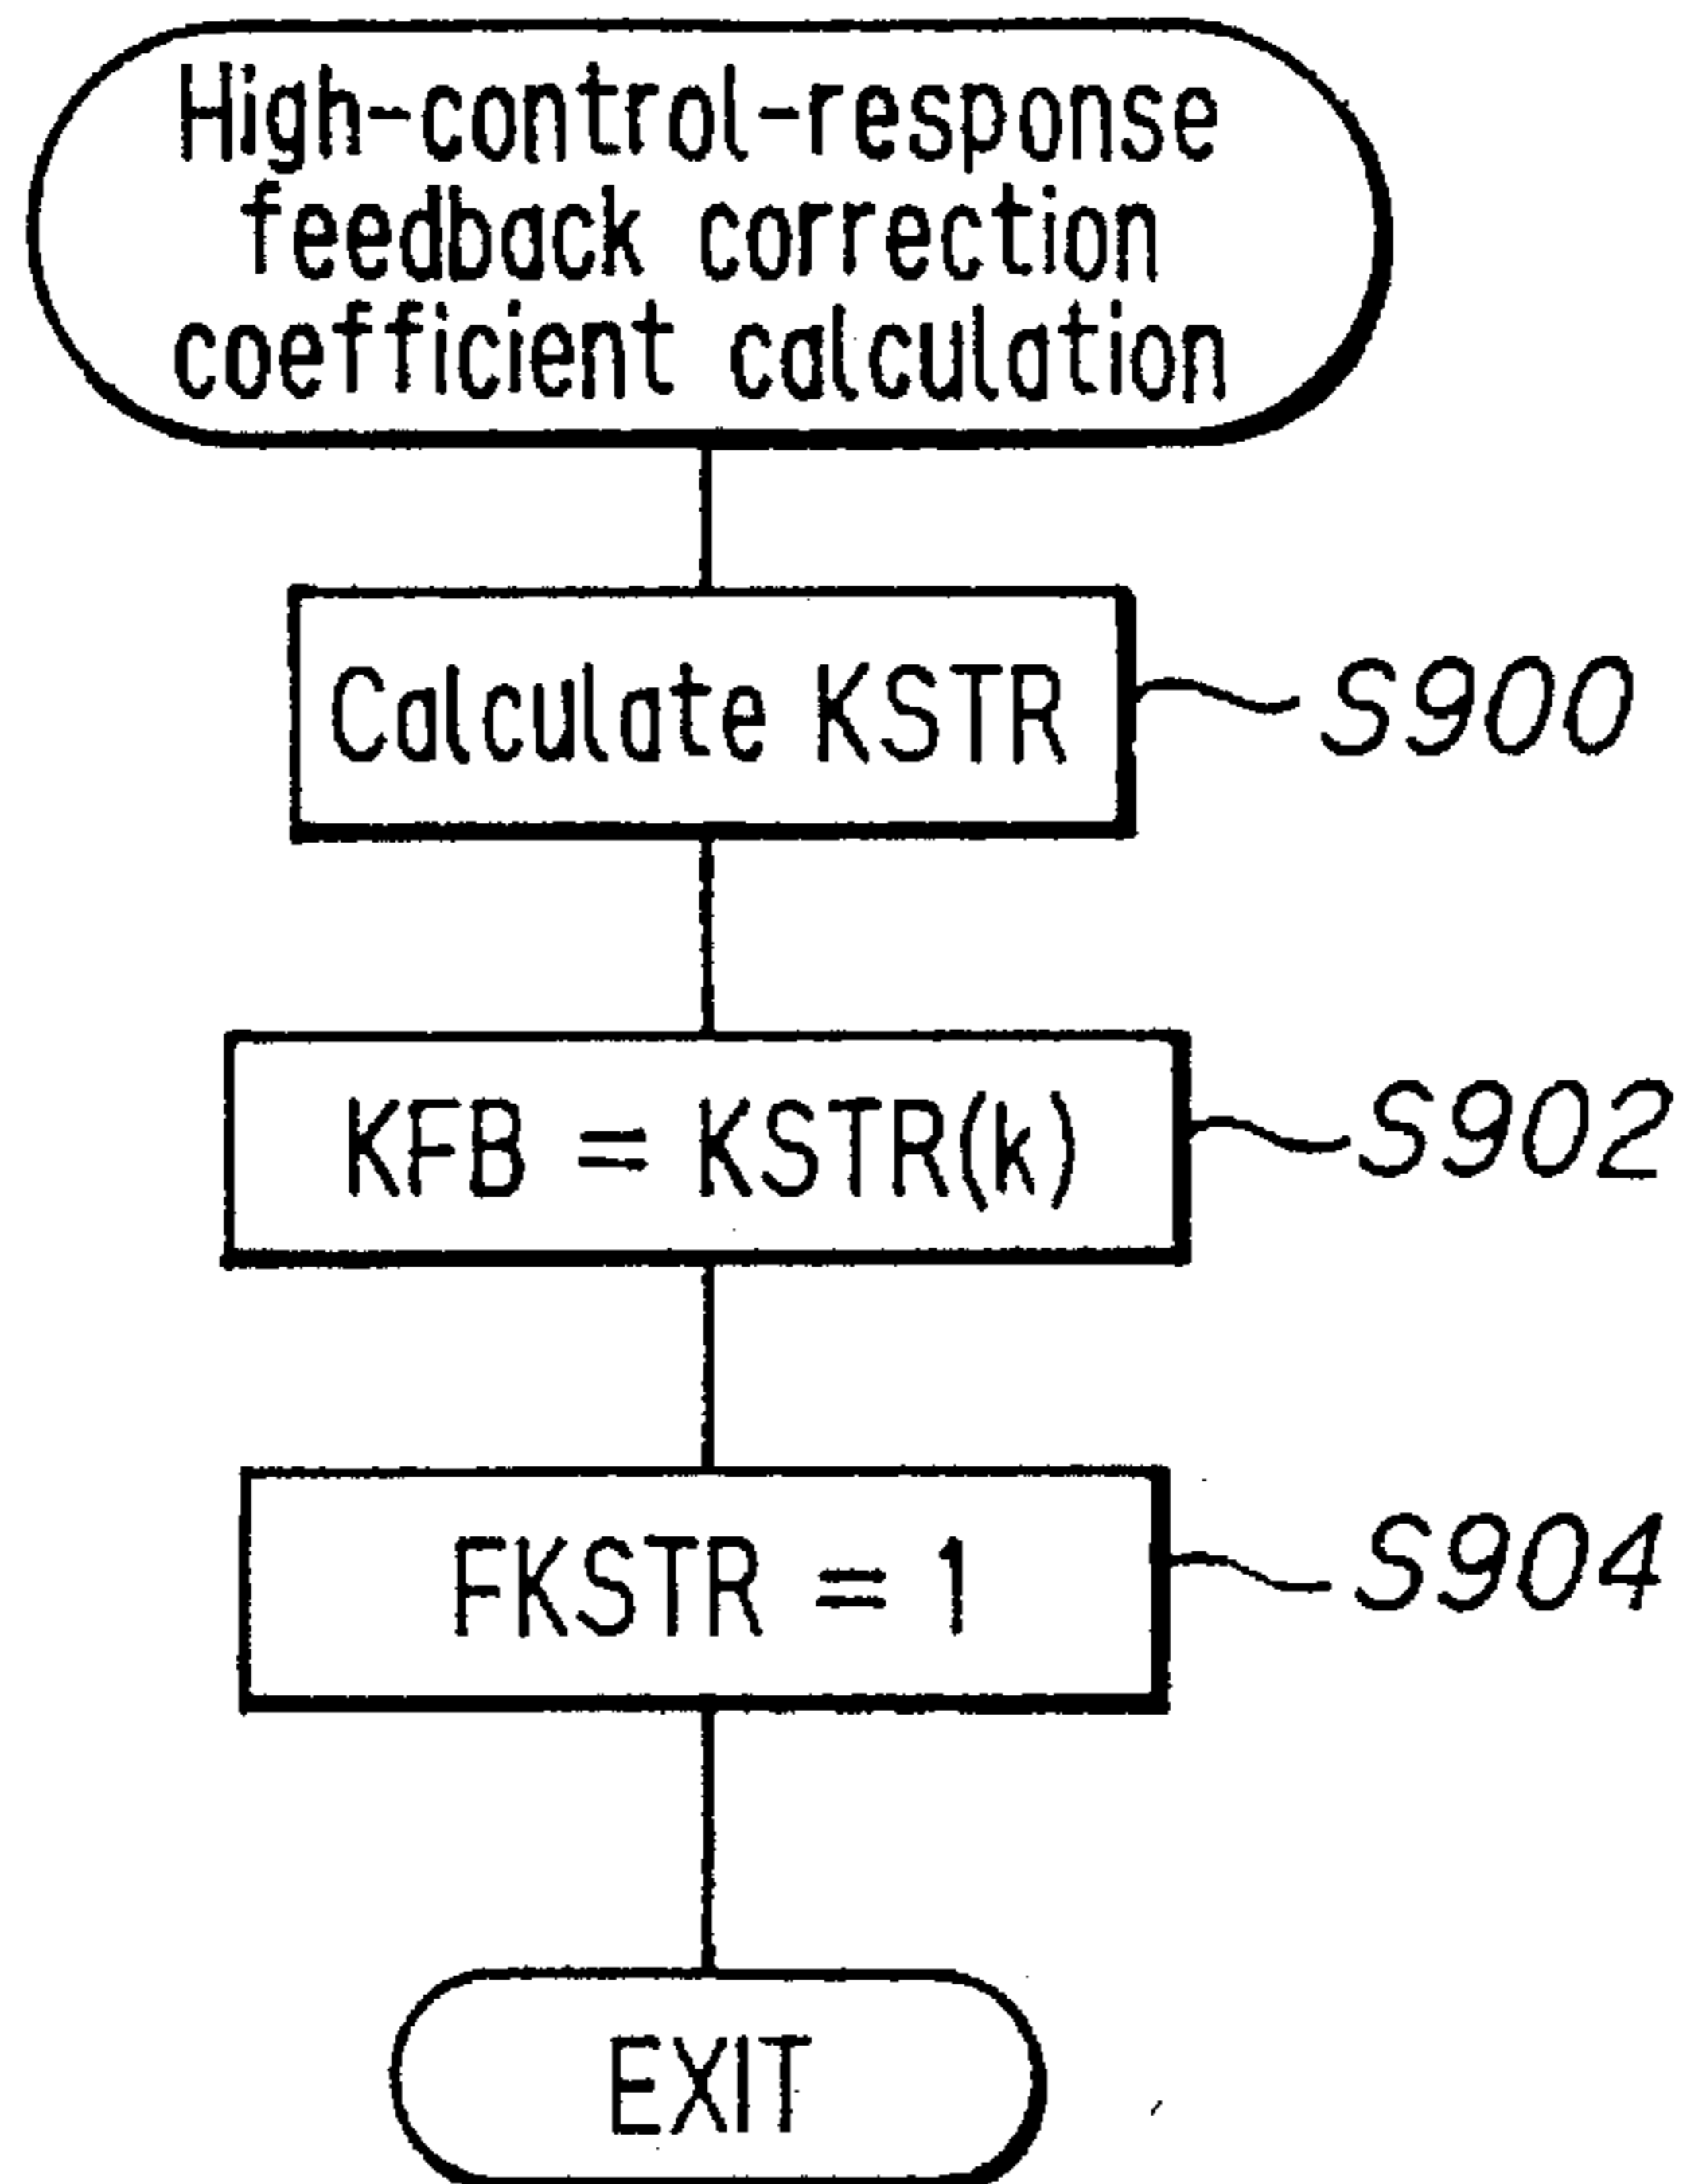 High-control-response
feedback correction
coefficient calculation
Calculate KSTR
S900
KFB = KSTR(k)
S902
FKSTR = 1
S904
EXIT